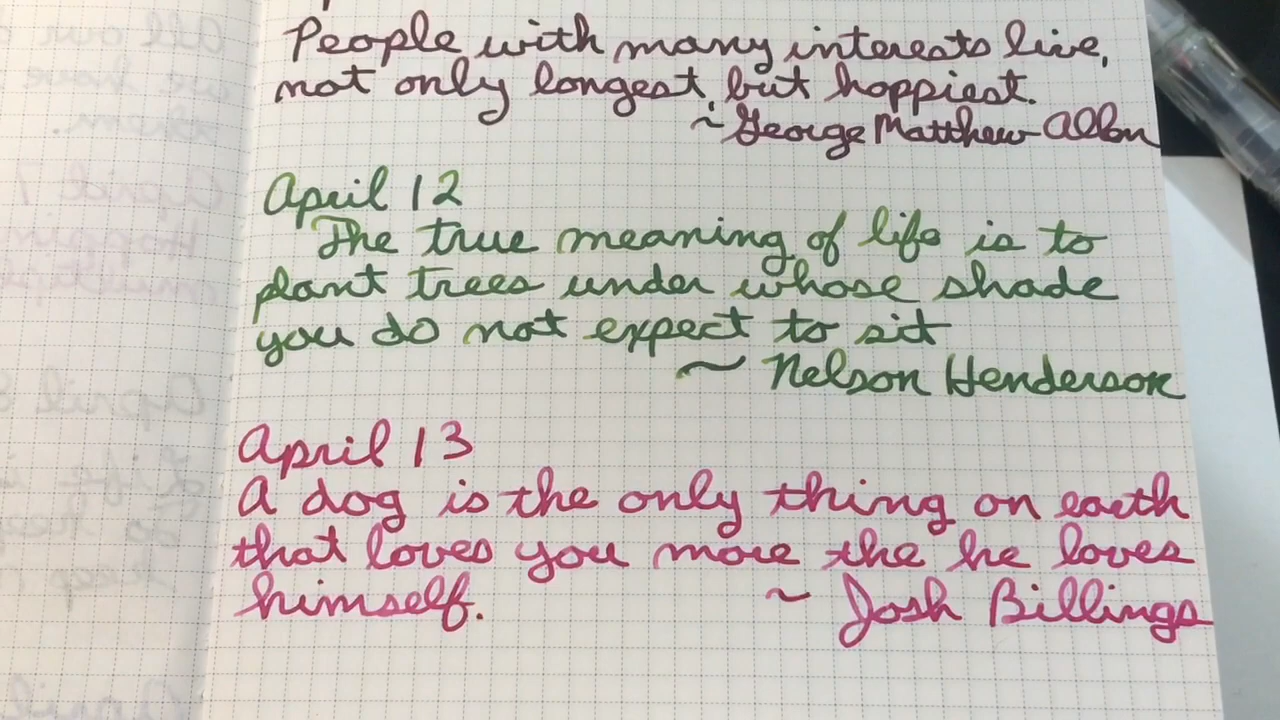 People with many interests live,
not only longest, but happiest.
~ George Matthew Allen
April 12
The true meaning of life is to
plant trees under whose shade
you do not expect to sit
~ Nelson Henderson
April 13
A dog is the only thing on earth
that loves you more the he loves
himself. ~ Josh Billings